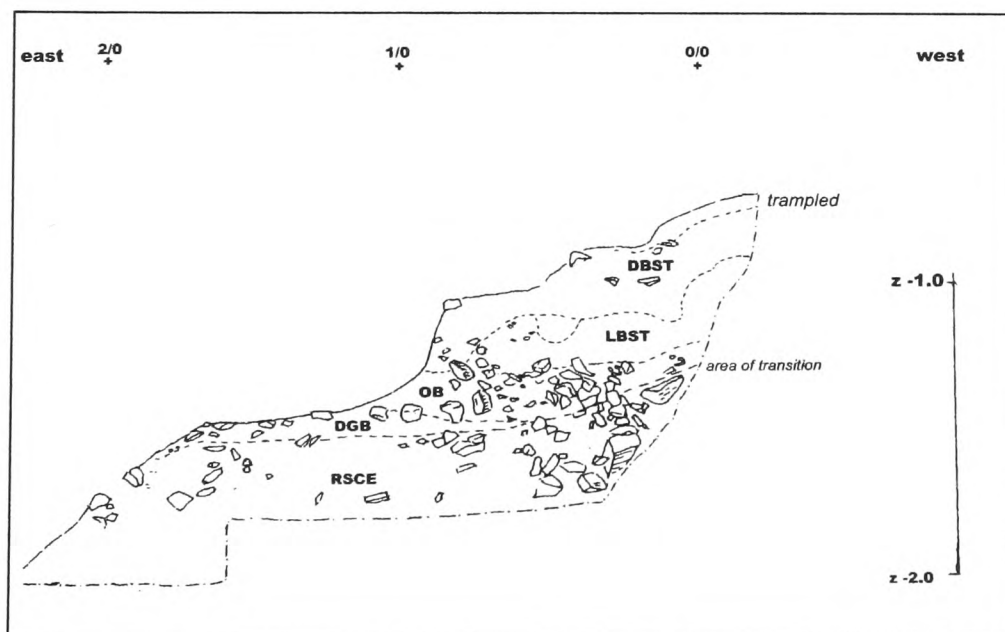 east 2/0 1/0 0/0 west
+ + +
trampled
DBST
z -1.0
LBST
area of transition
OB
DGB
RSCE
z -2.0